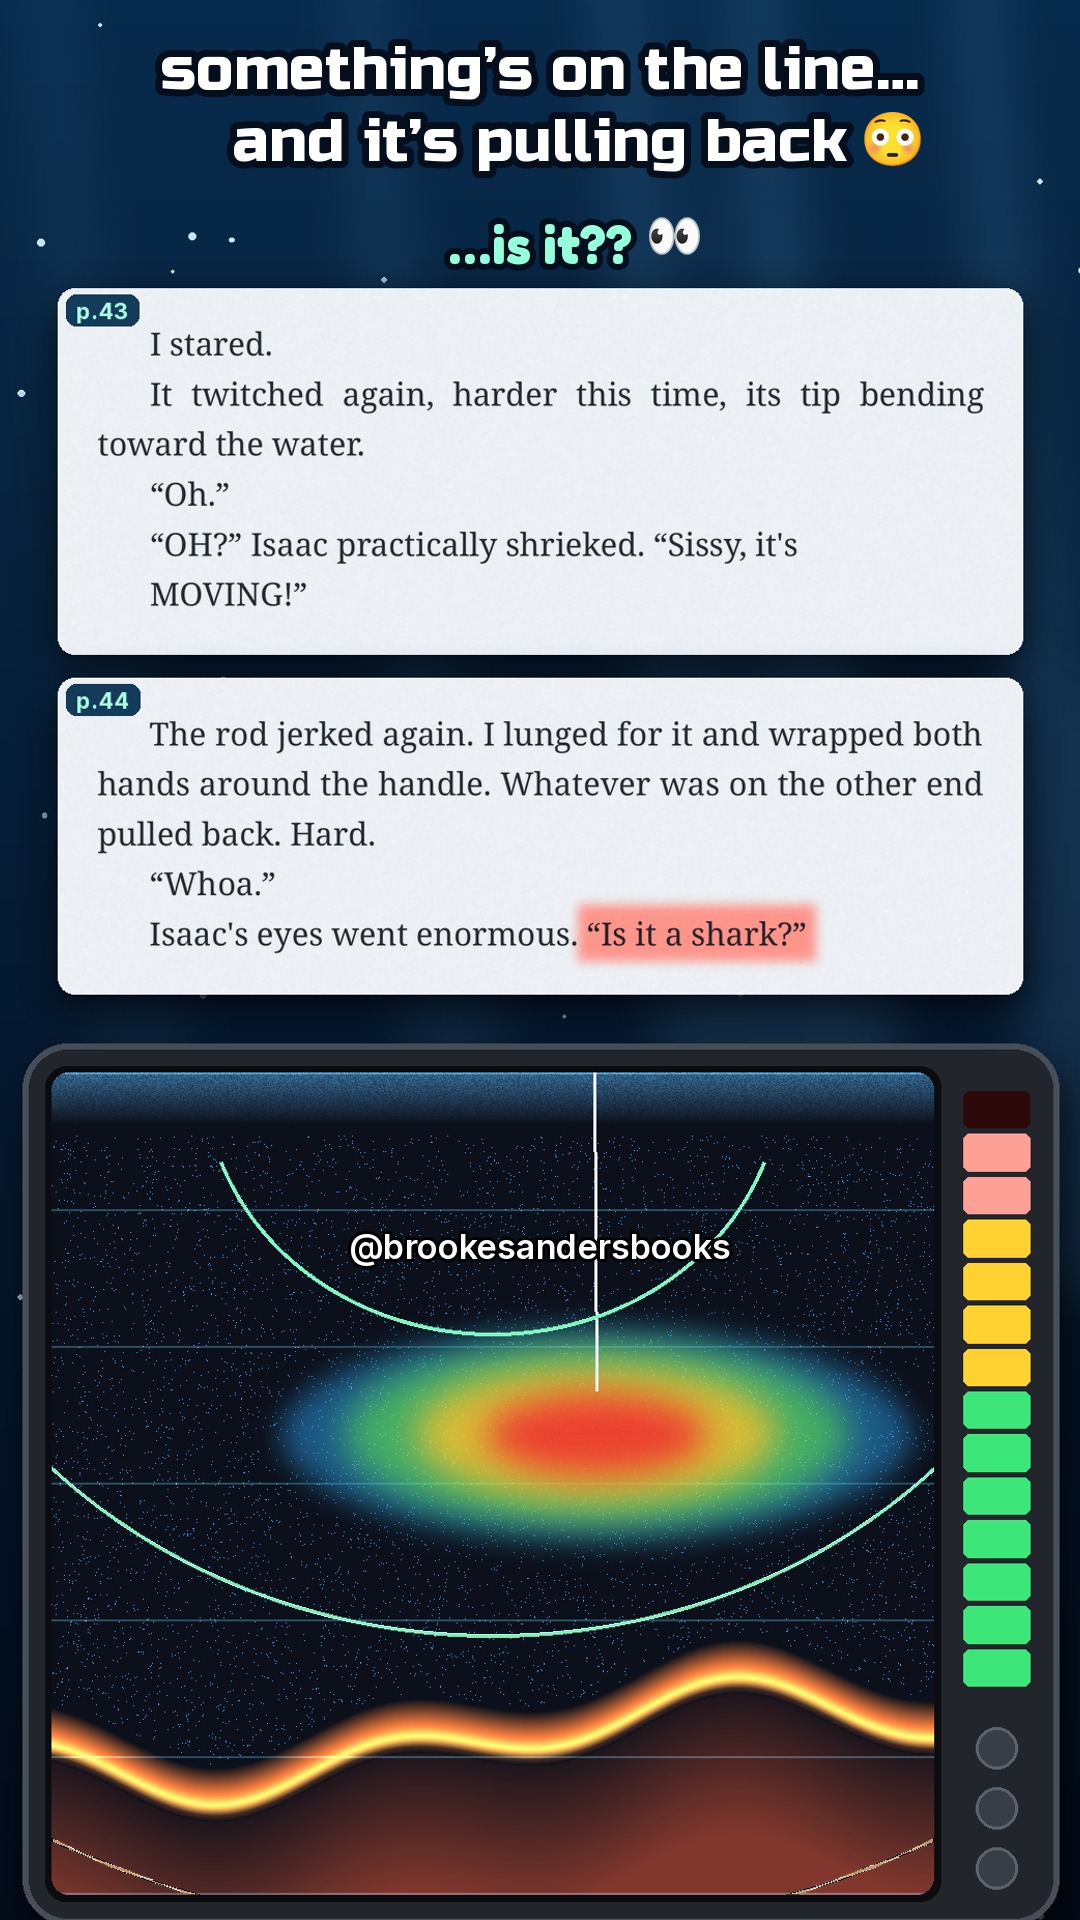 something’s on the line...
and it’s pulling back 😳
...is it?? 👀
p.43
I stared.
It twitched again, harder this time, its tip bending
toward the water.
“Oh.”
“OH?” Isaac practically shrieked. “Sissy, it's
MOVING!”
p.44
The rod jerked again. I lunged for it and wrapped both
hands around the handle. Whatever was on the other end
pulled back. Hard.
“Whoa.”
Isaac's eyes went enormous. “Is it a shark?”
@brookesandersbooks